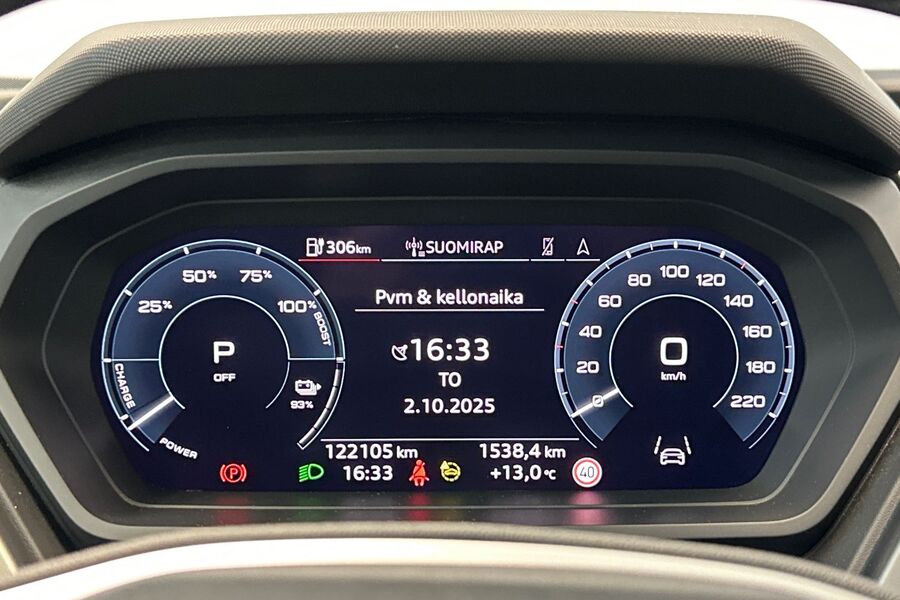 306km SUOMIRAP
25% 50% 75% 100%
BOOST
CHARGE
POWER
P
OFF
93%
Pvm & kellonaika
16:33
TO
2.10.2025
0 20 40 60 80 100 120 140 160 180 220
0
km/h
122105 km 1538,4 km
P 16:33 +13,0 °C 40